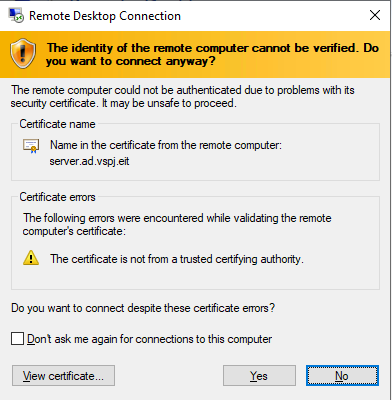 Remote Desktop Connection
The identity of the remote computer cannot be verified. Do
you want to connect anyway?
The remote computer could not be authenticated due to problems with its
security certificate. It may be unsafe to proceed.
Certificate name
Name in the certificate from the remote computer:
server.ad.vspj.eit
Certificate errors
The following errors were encountered while validating the remote
computer's certificate:
The certificate is not from a trusted certifying authority.
Do you want to connect despite these certificate errors?
Don't ask me again for connections to this computer
View certificate...
Yes
No